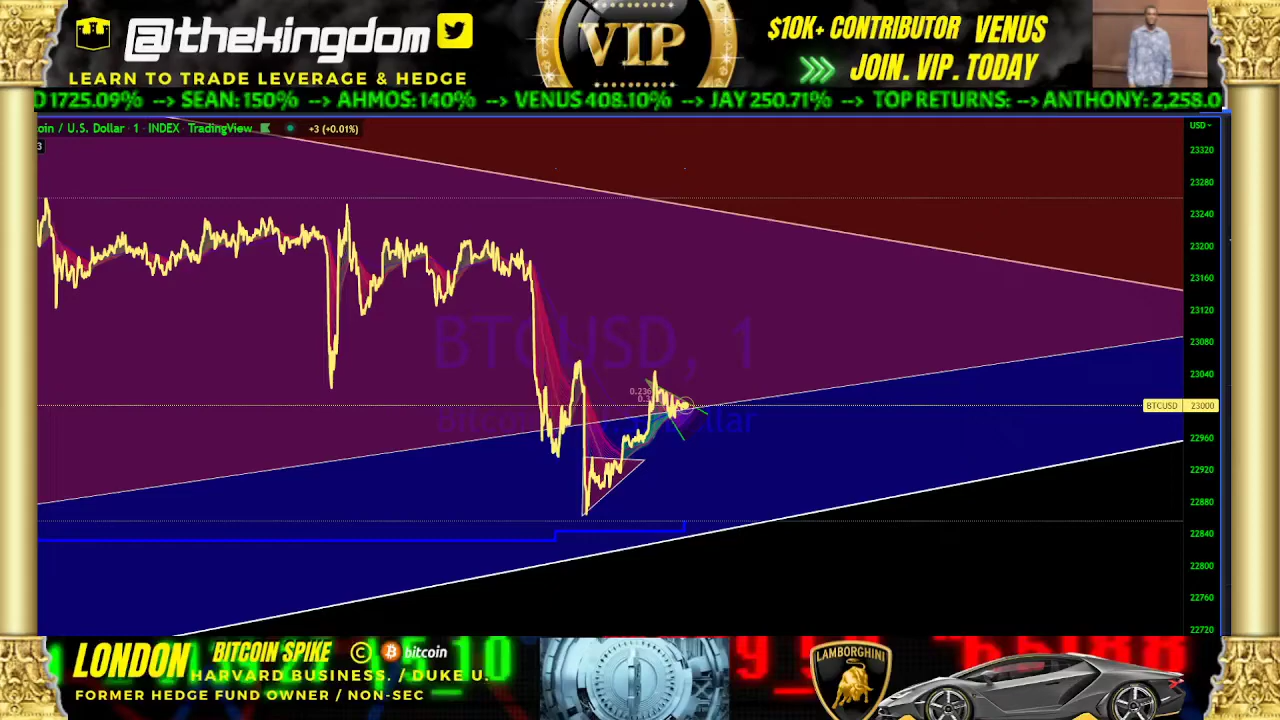 @thekingdom
LEARN TO TRADE LEVERAGE & HEDGE
VIP
$10K+ CONTRIBUTOR VENUS
JOIN. VIP. TODAY
1725.09% --> SEAN: 150% --> AHMOS: 140% --> VENUS 408.10% --> JAY 250.71% --> TOP RETURNS: --> ANTHONY: 2,258.0
oin / U.S. Dollar · 1 · INDEX · TradingView
+3 (+0.01%)
3
USD
23320
23280
23240
23200
23160
23120
23080
23040
BTCUSD 23000
22960
22920
22880
22840
22800
22760
22720
BTCUSD, 1
0.236
LONDON
BITCOIN SPIKE © bitcoin
HARVARD BUSINESS. / DUKE U.
FORMER HEDGE FUND OWNER / NON-SEC
LAMBORGHINI